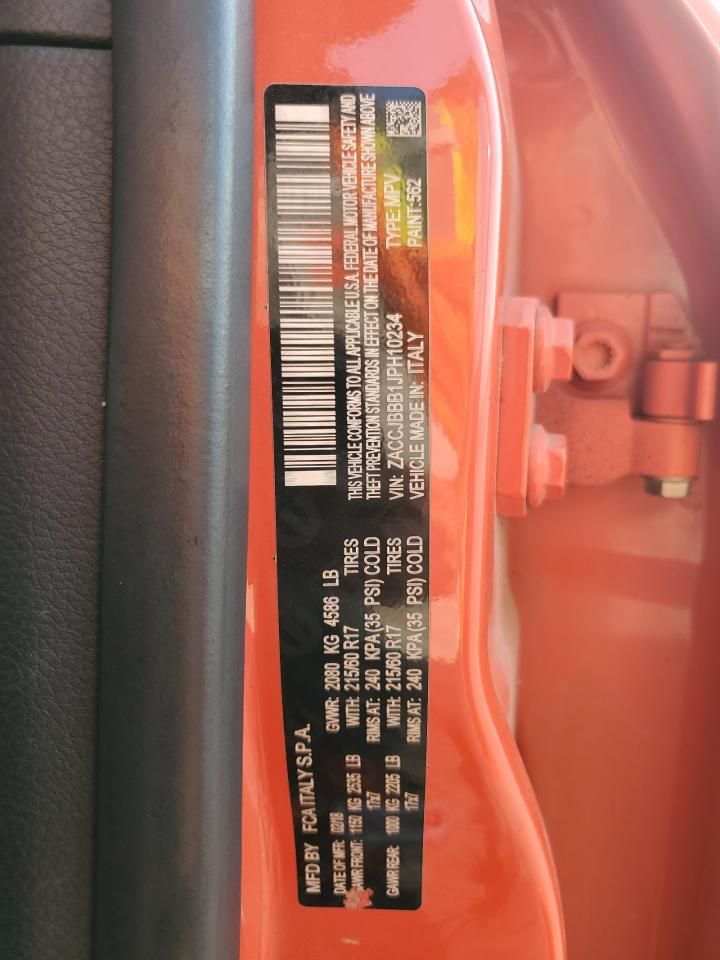 MFD BY FCA ITALY S.P.A.
DATE OF MFR: 02/18 GVWR: 2080 KG 4586 LB
GAWR FRONT: 1150 KG 2535 LB WITH: 215/60 R17 TIRES
17x7 RIMS AT: 240 KPA(35 PSI) COLD
GAWR REAR: 1000 KG 2205 LB WITH: 215/60 R17 TIRES
17x7 RIMS AT: 240 KPA(35 PSI) COLD
THIS VEHICLE CONFORMS TO ALL APPLICABLE U.S.A. FEDERAL MOTOR VEHICLE SAFETY AND
THEFT PREVENTION STANDARDS IN EFFECT ON THE DATE OF MANUFACTURE SHOWN ABOVE
VIN: ZACCJBBB1JPH10234 TYPE: MPV
VEHICLE MADE IN: ITALY PAINT: 562